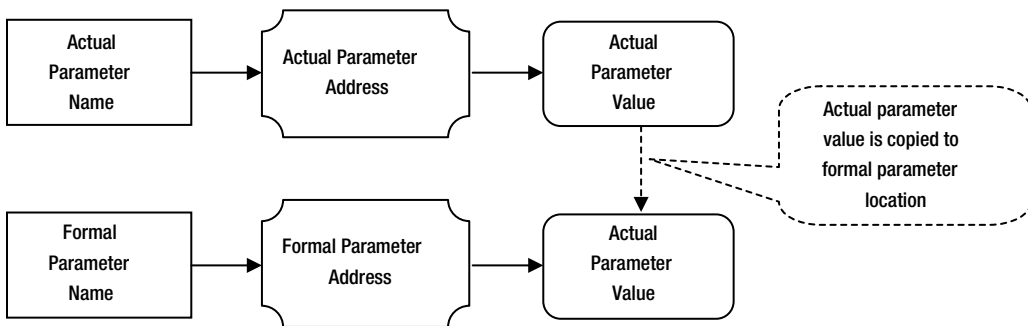 Actual
Parameter
Name
Actual Parameter
Address
Actual
Parameter
Value
Actual parameter
value is copied to
formal parameter
location
Formal
Parameter
Name
Formal Parameter
Address
Actual
Parameter
Value